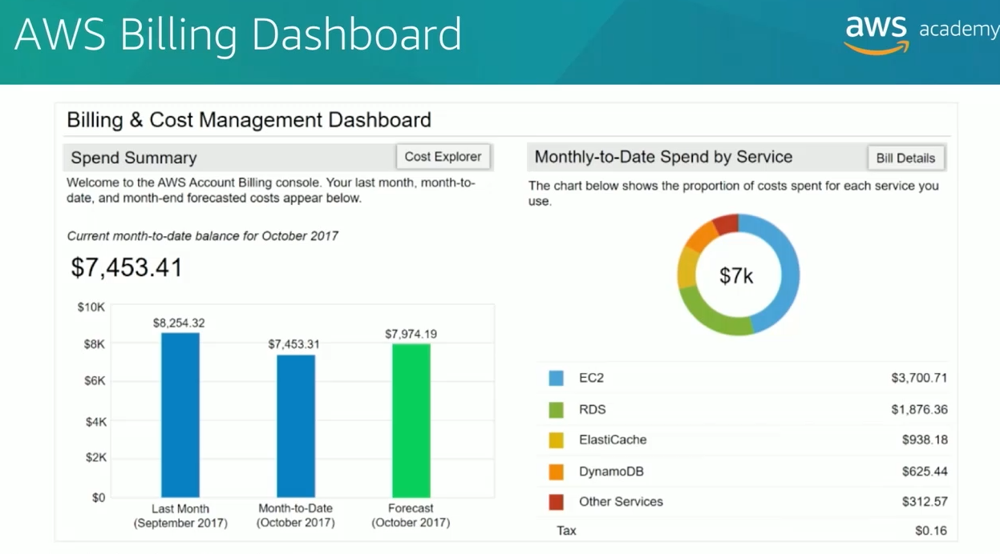 AWS Billing Dashboard
aws academy
Billing & Cost Management Dashboard
Spend Summary
Cost Explorer
Welcome to the AWS Account Billing console. Your last month, month-to-
date, and month-end forecasted costs appear below.
Current month-to-date balance for October 2017
$7,453.41
$10K
$8K
$6K
$4K
$2K
$0
$8,254.32
$7,453.31
$7,974.19
Last Month
(September 2017)
Month-to-Date
(October 2017)
Forecast
(October 2017)
Monthly-to-Date Spend by Service
Bill Details
The chart below shows the proportion of costs spent for each service you
use.
$7k
EC2 $3,700.71
RDS $1,876.36
ElastiCache $938.18
DynamoDB $625.44
Other Services $312.57
Tax $0.16